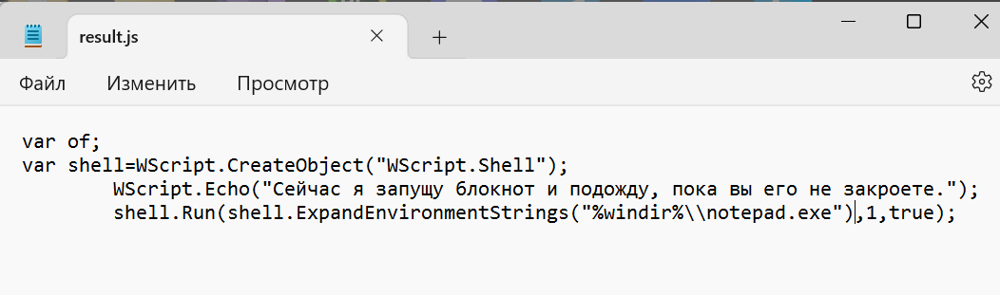 result.js
Файл Изменить Просмотр
var of;
var shell=WScript.CreateObject("WScript.Shell");
WScript.Echo("Сейчас я запущу блокнот и подожду, пока вы его не закроете.");
shell.Run(shell.ExpandEnvironmentStrings("%windir%\\notepad.exe"),1,true);